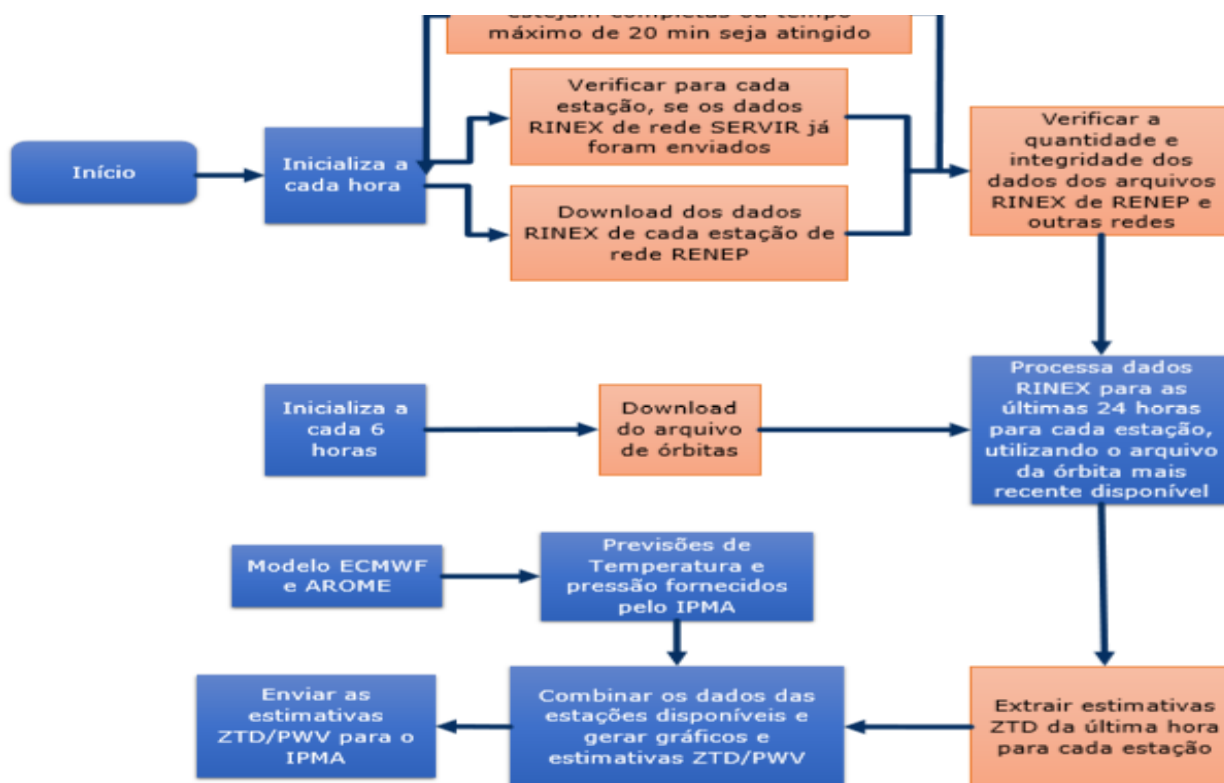 estejam completas ou tempo
máximo de 20 min seja atingido
Verificar para cada
estação, se os dados
RINEX de rede SERVIR já
foram enviados
Verificar a
quantidade e
integridade dos
dados dos arquivos
RINEX de RENEP e
outras redes
Início
Inicializa a
cada hora
Download dos dados
RINEX de cada estação de
rede RENEP
Inicializa a
cada 6
horas
Download
do arquivo
de órbitas
Processa dados
RINEX para as
últimas 24 horas
para cada estação,
utilizando o arquivo
da órbita mais
recente disponível
Modelo ECMWF
e AROME
Previsões de
Temperatura e
pressão fornecidos
pelo IPMA
Enviar as
estimativas
ZTD/PWV para o
IPMA
Combinar os dados das
estações disponíveis e
gerar gráficos e
estimativas ZTD/PWV
Extrair estimativas
ZTD da última hora
para cada estação